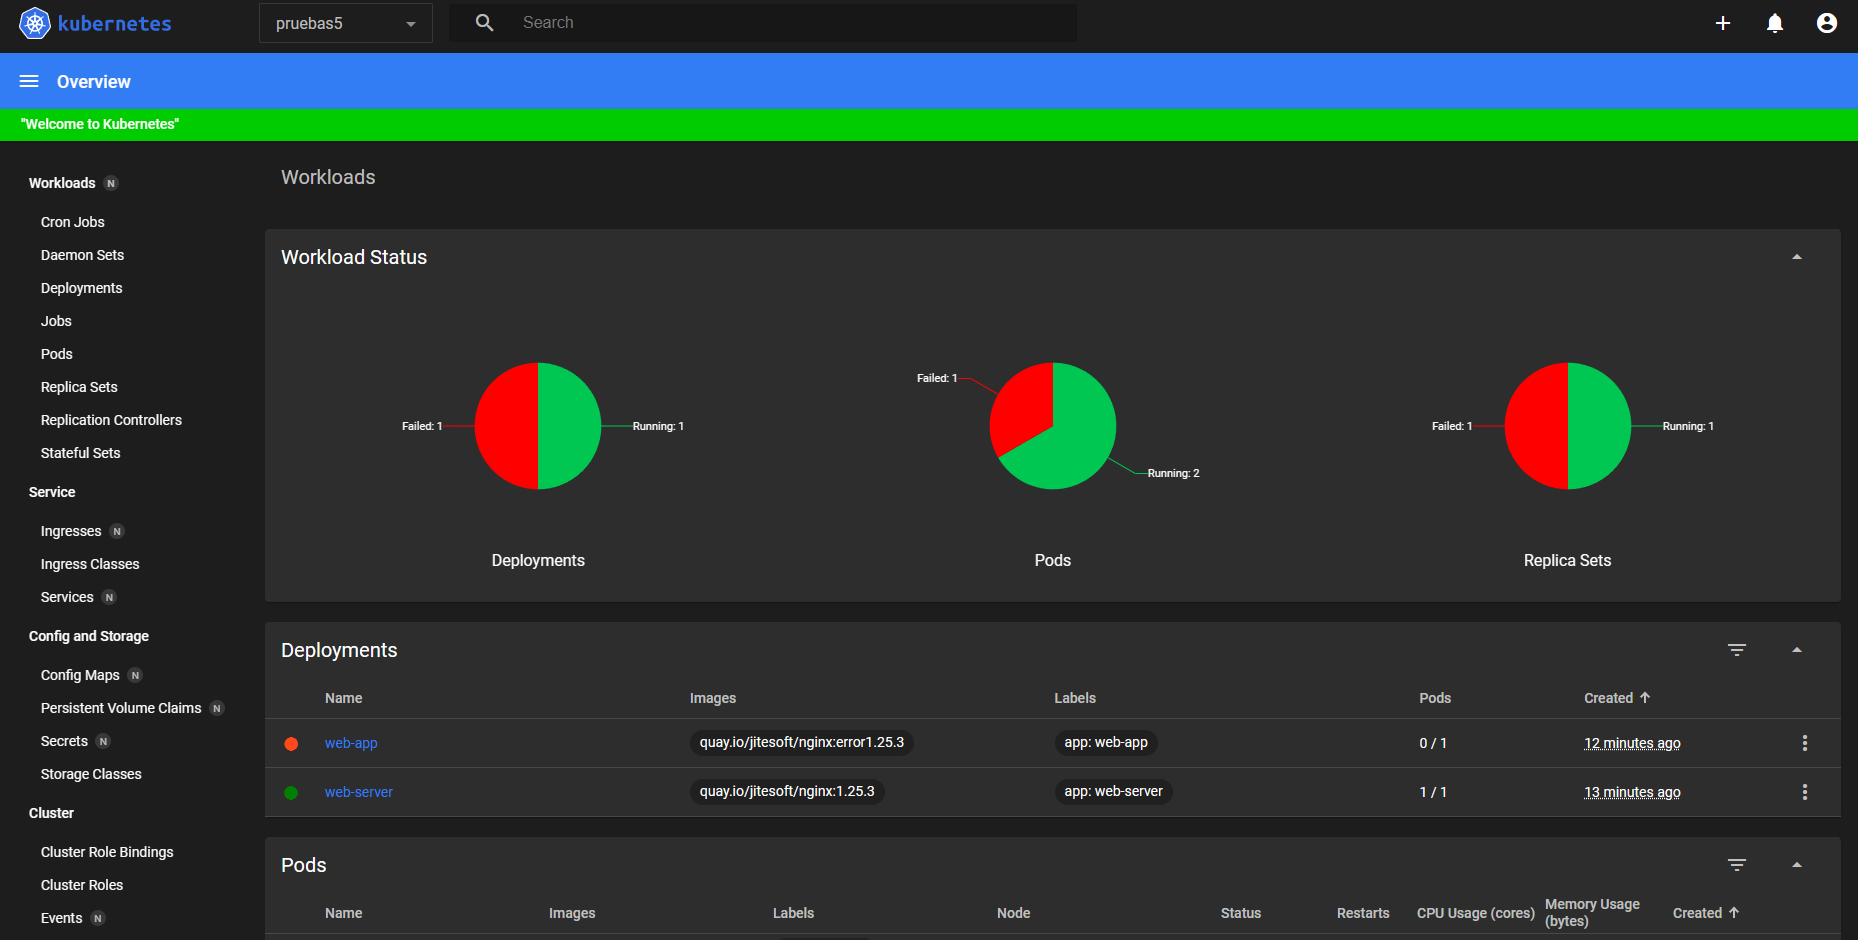 kubernetes
pruebas5
Search
Overview
"Welcome to Kubernetes"
Workloads N
Cron Jobs
Daemon Sets
Deployments
Jobs
Pods
Replica Sets
Replication Controllers
Stateful Sets
Service
Ingresses N
Ingress Classes
Services N
Config and Storage
Config Maps N
Persistent Volume Claims N
Secrets N
Storage Classes
Cluster
Cluster Role Bindings
Cluster Roles
Events N
Workloads
Workload Status
Failed: 1
Running: 1
Deployments
Failed: 1
Running: 2
Pods
Failed: 1
Running: 1
Replica Sets
Deployments
Name Images Labels Pods Created
web-app quay.io/jitesoft/nginx:error1.25.3 app: web-app 0 / 1 12 minutes ago
web-server quay.io/jitesoft/nginx:1.25.3 app: web-server 1 / 1 13 minutes ago
Pods
Name Images Labels Node Status Restarts CPU Usage (cores) Memory Usage (bytes) Created